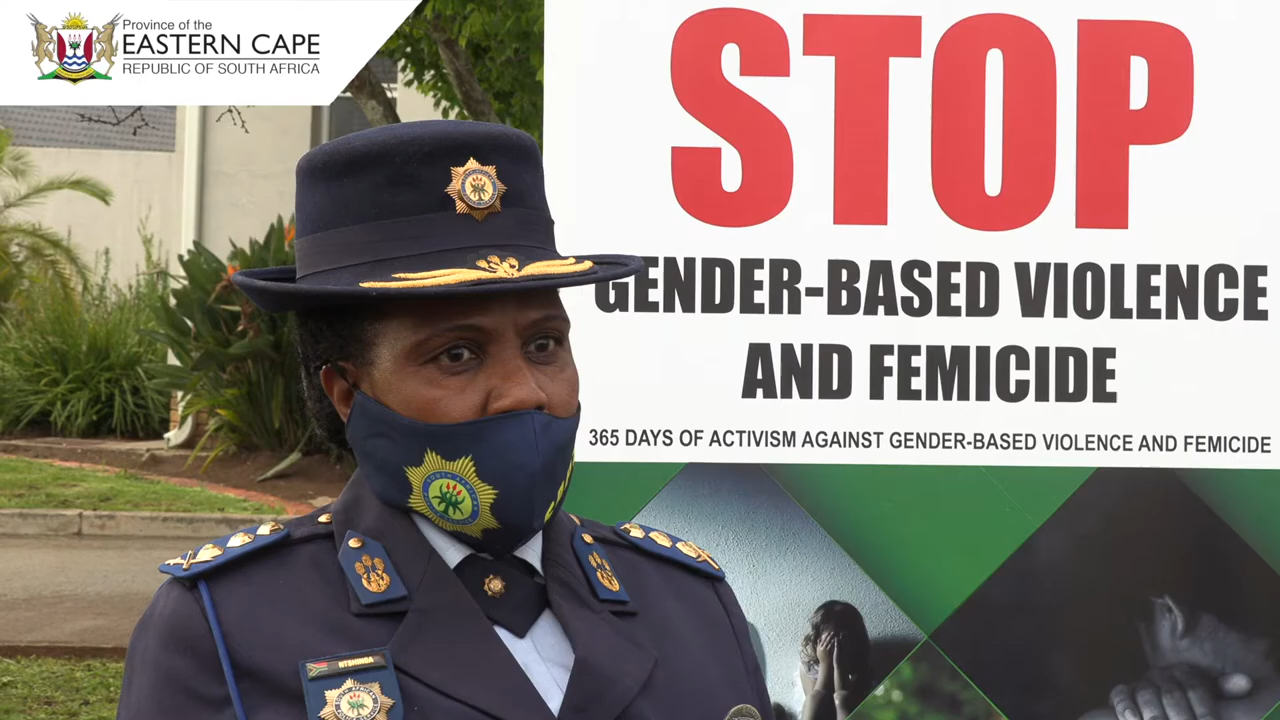 Province of the
EASTERN CAPE
REPUBLIC OF SOUTH AFRICA
STOP
GENDER-BASED VIOLENCE
AND FEMICIDE
365 DAYS OF ACTIVISM AGAINST GENDER-BASED VIOLENCE AND FEMICIDE
NTSHINGA